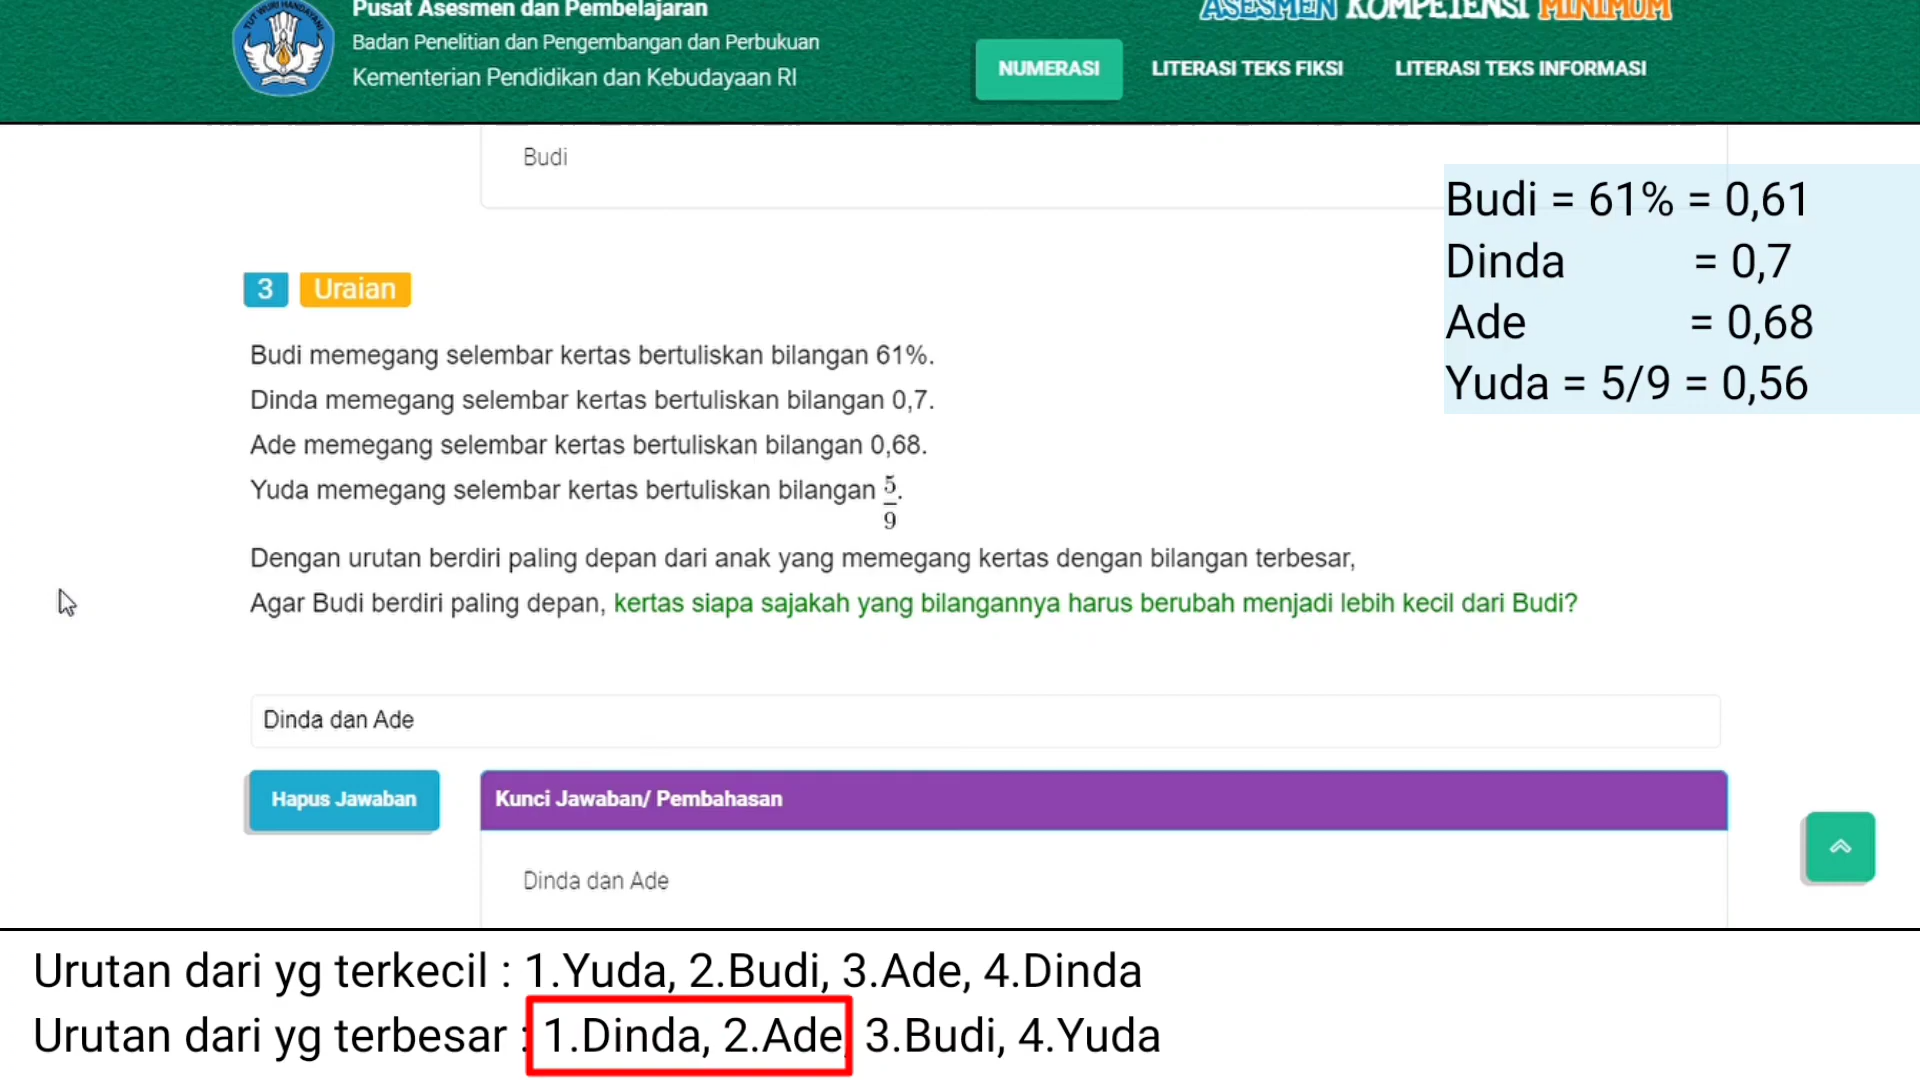 TUT WURI HANDAYANI
Pusat Asesmen dan Pembelajaran
Badan Penelitian dan Pengembangan dan Perbukuan
Kementerian Pendidikan dan Kebudayaan RI
ASESMEN KOMPETENSI MINIMUM
NUMERASI
LITERASI TEKS FIKSI
LITERASI TEKS INFORMASI
Budi
Budi = 61% = 0,61
Dinda = 0,7
Ade = 0,68
Yuda = 5/9 = 0,56
3 Uraian
Budi memegang selembar kertas bertuliskan bilangan 61%.
Dinda memegang selembar kertas bertuliskan bilangan 0,7.
Ade memegang selembar kertas bertuliskan bilangan 0,68.
Yuda memegang selembar kertas bertuliskan bilangan 5/9.
Dengan urutan berdiri paling depan dari anak yang memegang kertas dengan bilangan terbesar,
Agar Budi berdiri paling depan, kertas siapa sajakah yang bilangannya harus berubah menjadi lebih kecil dari Budi?
Dinda dan Ade
Hapus Jawaban
Kunci Jawaban/ Pembahasan
Dinda dan Ade
Urutan dari yg terkecil : 1.Yuda, 2.Budi, 3.Ade, 4.Dinda
Urutan dari yg terbesar : 1.Dinda, 2.Ade, 3.Budi, 4.Yuda